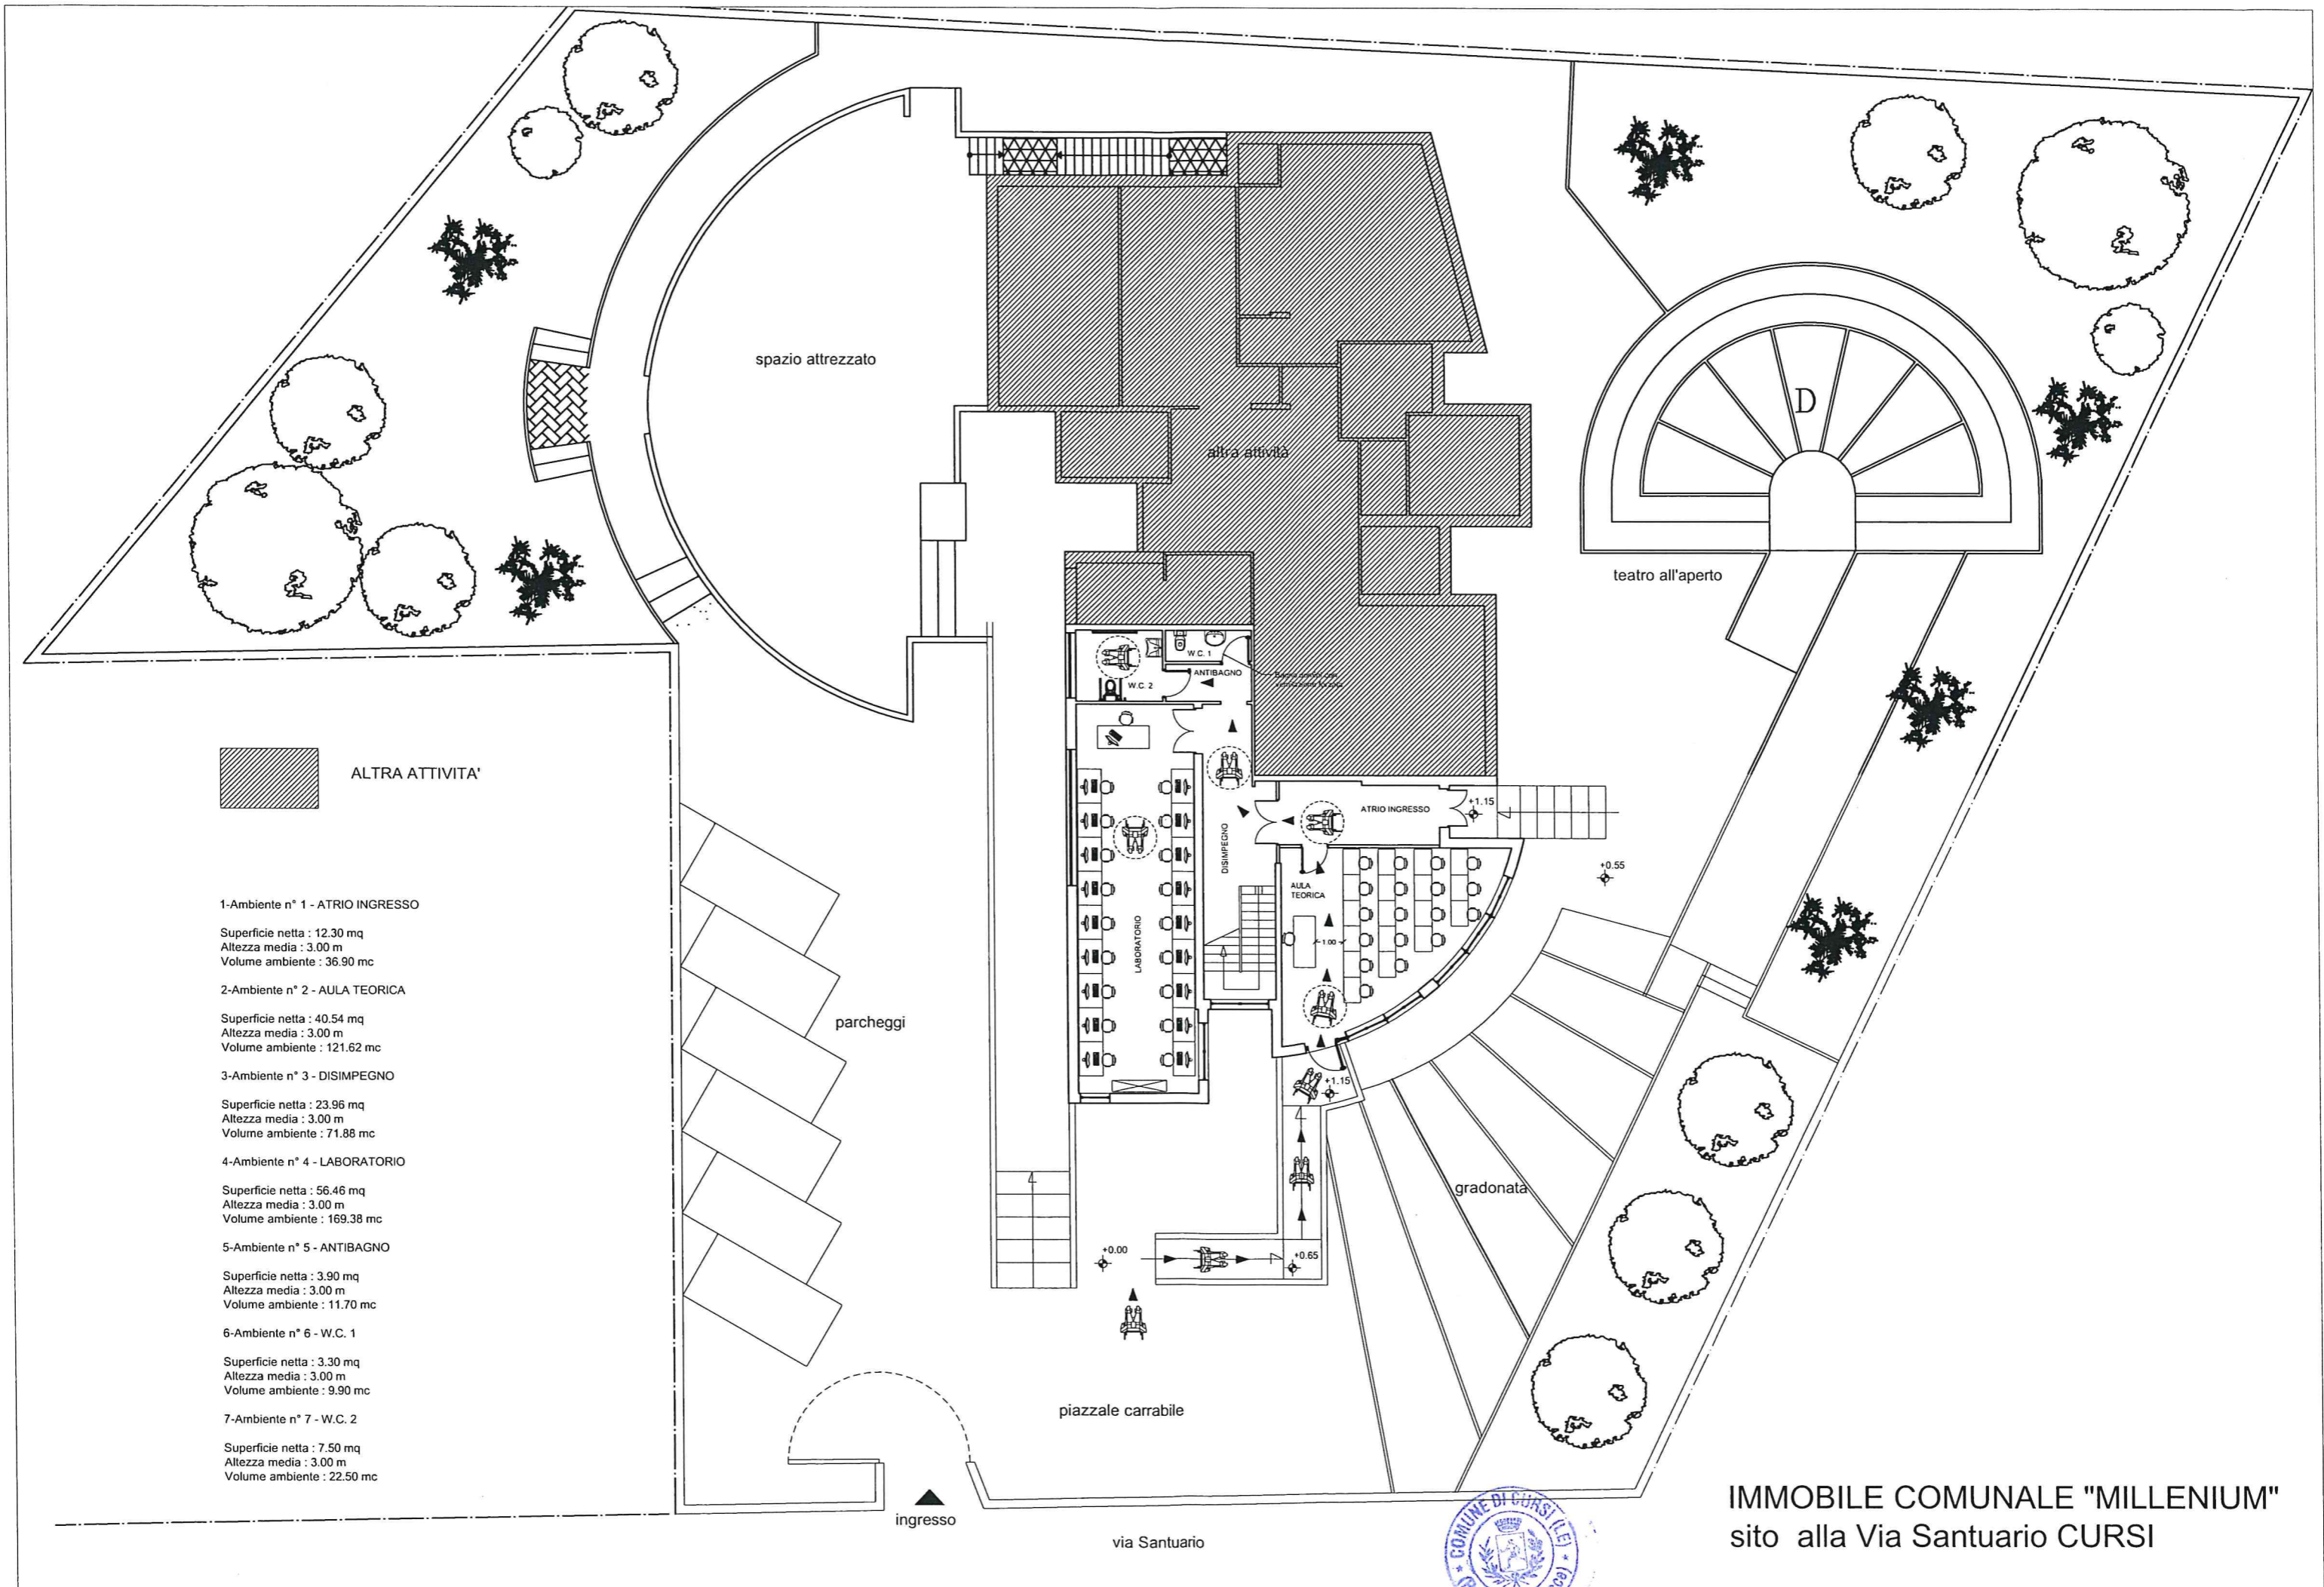 spazio attrezzato
altra attività
D
teatro all'aperto
W.C. 1
ANTIBAGNO
W.C. 2
ALTRA ATTIVITA'
ATRIO INGRESSO
+1.15
DISIMPEGNO
+0.55
AULA
TEORICA
1.00
LABORATORIO
1-Ambiente n° 1 - ATRIO INGRESSO
Superficie netta : 12.30 mq
Altezza media : 3.00 m
Volume ambiente : 36.90 mc
2-Ambiente n° 2 - AULA TEORICA
Superficie netta : 40.54 mq
Altezza media : 3.00 m
Volume ambiente : 121.62 mc
3-Ambiente n° 3 - DISIMPEGNO
Superficie netta : 23.96 mq
Altezza media : 3.00 m
Volume ambiente : 71.88 mc
4-Ambiente n° 4 - LABORATORIO
Superficie netta : 56.46 mq
Altezza media : 3.00 m
Volume ambiente : 169.38 mc
5-Ambiente n° 5 - ANTIBAGNO
Superficie netta : 3.90 mq
Altezza media : 3.00 m
Volume ambiente : 11.70 mc
6-Ambiente n° 6 - W.C. 1
Superficie netta : 3.30 mq
Altezza media : 3.00 m
Volume ambiente : 9.90 mc
7-Ambiente n° 7 - W.C. 2
Superficie netta : 7.50 mq
Altezza media : 3.00 m
Volume ambiente : 22.50 mc
parcheggi
+1.15
gradonata
+0.00
+0.65
piazzale carrabile
ingresso
via Santuario
COMUNE DI CURSI (LE)
IMMOBILE COMUNALE "MILLENIUM"
sito alla Via Santuario CURSI